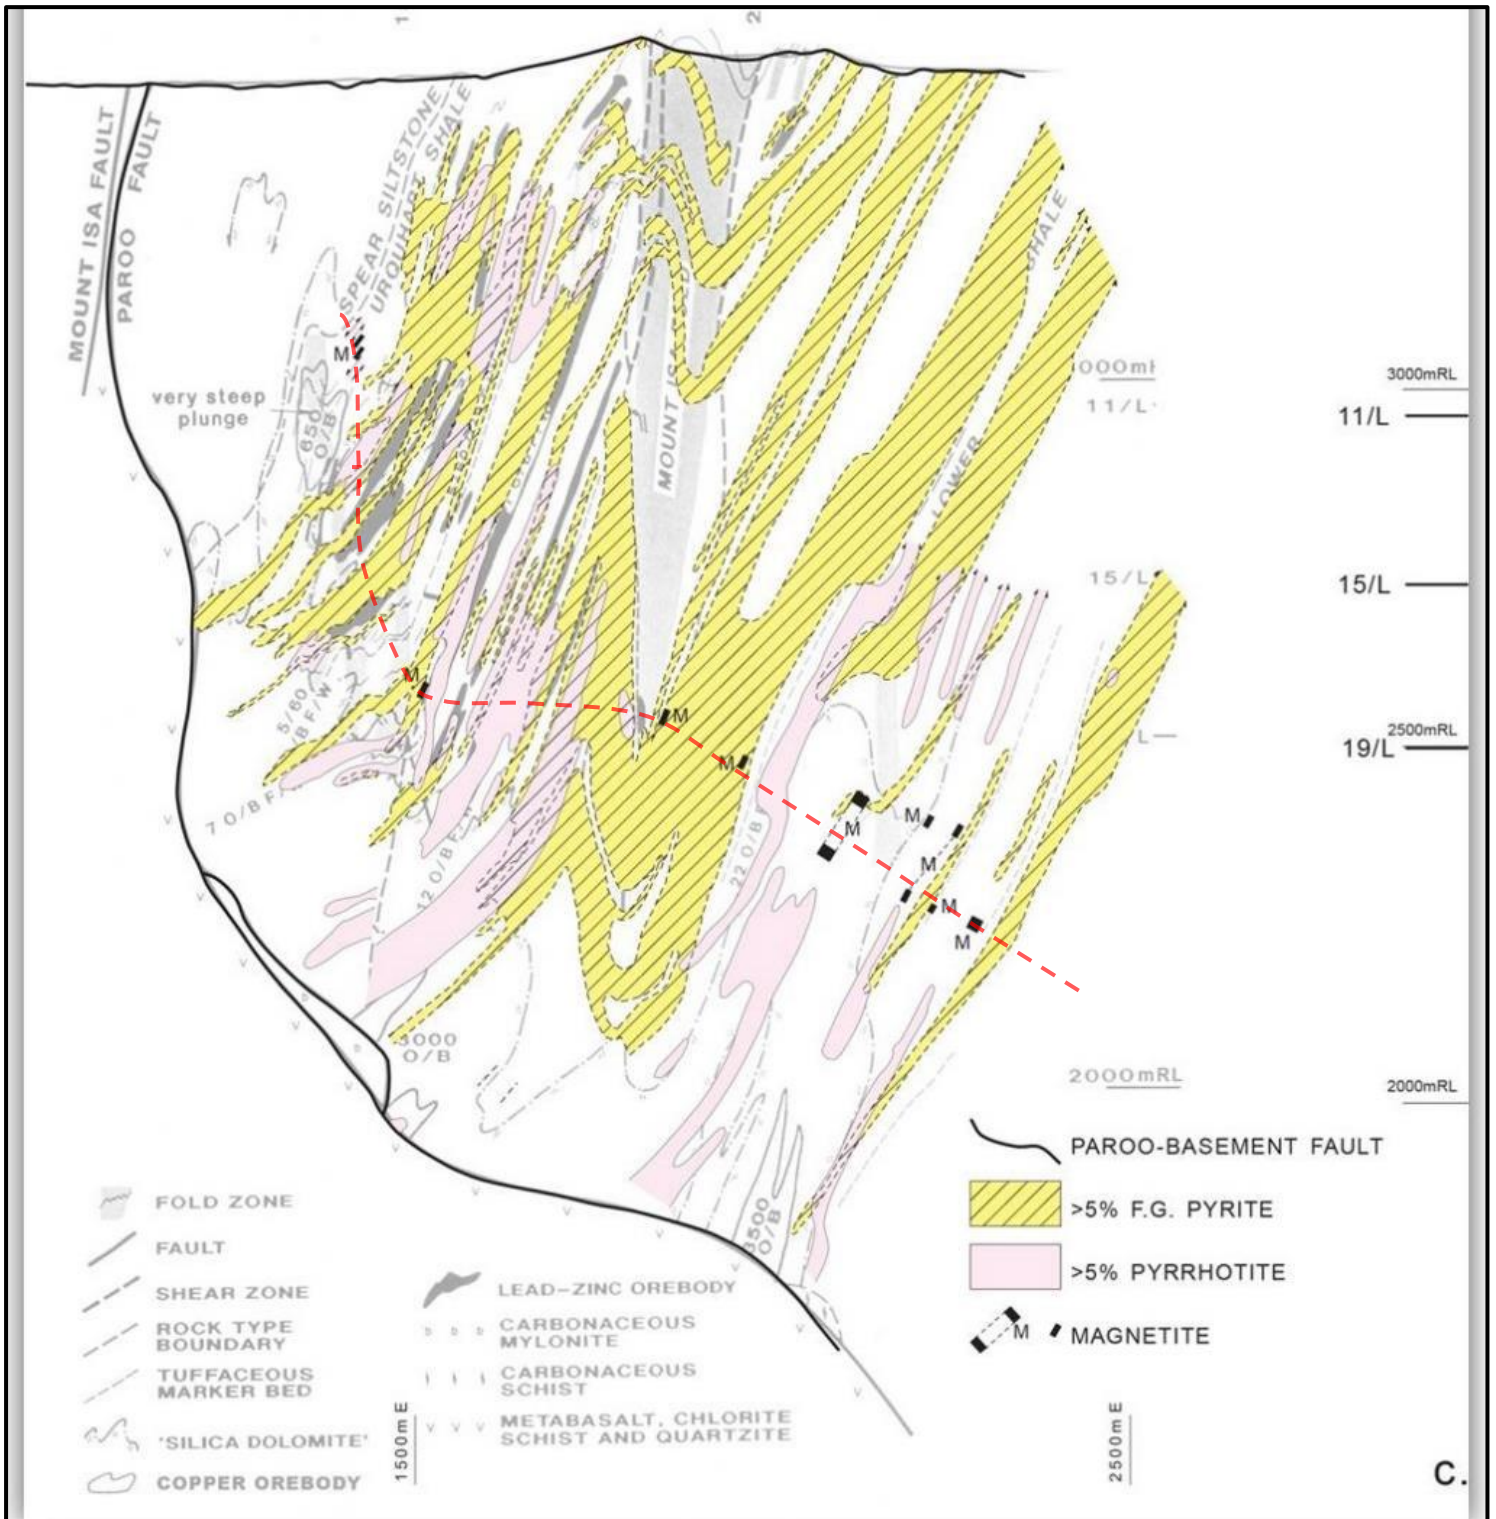 1
2
MOUNT ISA FAULT
PAROO FAULT
SPEAR SILTSTONE
URQUHART SHALE
M
very steep
plunge
650
O/B
MOUNT IS
SHALE
LOWER
11/L
15/L
L
3000mRL
11/L
15/L
2500mRL
19/L
2000mRL
M
M
M
M
M
M
M
M
5/60
B F/W
7 O/B F/
12 O/B F/W
22 O/B
3000
O/B
3500
O/B
2000mRL
PAROO-BASEMENT FAULT
>5% F.G. PYRITE
>5% PYRRHOTITE
M MAGNETITE
FOLD ZONE
FAULT
SHEAR ZONE
ROCK TYPE
BOUNDARY
TUFFACEOUS
MARKER BED
'SILICA DOLOMITE'
COPPER OREBODY
LEAD-ZINC OREBODY
CARBONACEOUS
MYLONITE
CARBONACEOUS
SCHIST
METABASALT, CHLORITE
SCHIST AND QUARTZITE
1500m E
2500m E
C.